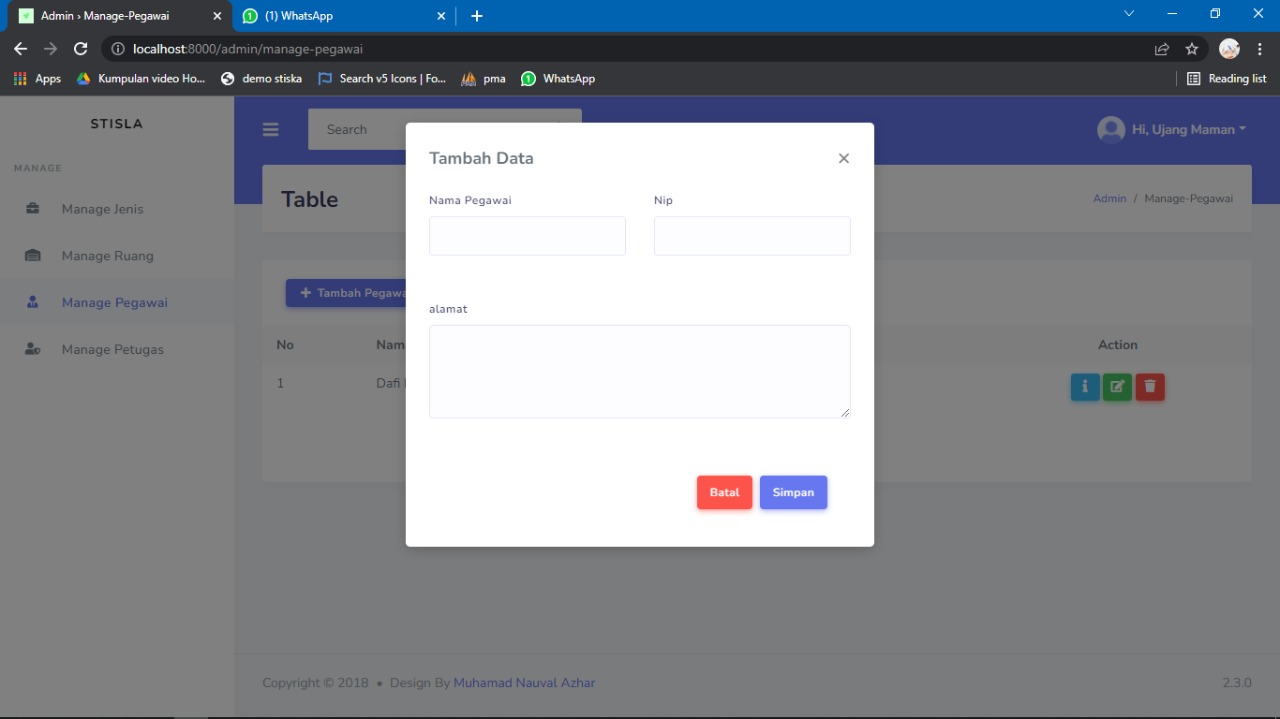 Admin › Manage-Pegawai
(1) WhatsApp
localhost:8000/admin/manage-pegawai
Apps
Kumpulan video Ho...
demo stiska
Search v5 Icons | Fo...
pma
WhatsApp
Reading list
STISLA
Search
Hi, Ujang Maman
MANAGE
Manage Jenis
Manage Ruang
Manage Pegawai
Manage Petugas
Table
Admin / Manage-Pegawai
Tambah Data
Nama Pegawai
Nip
alamat
Batal
Simpan
Tambah Pegawa
No
Nam
Action
1
Dafi
Copyright © 2018 • Design By Muhamad Nauval Azhar
2.3.0